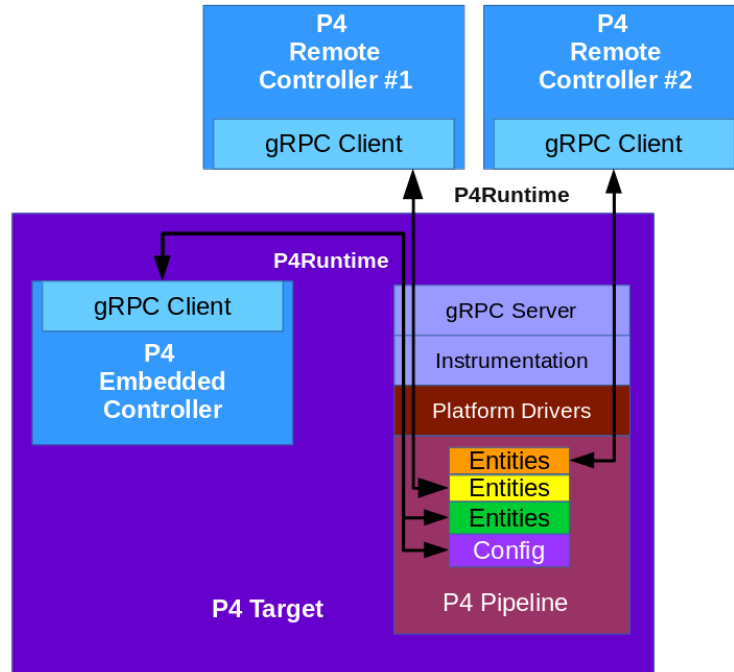 P4
Remote
Controller #1
gRPC Client
P4
Remote
Controller #2
gRPC Client
P4Runtime
P4Runtime
gRPC Client
P4
Embedded
Controller
gRPC Server
Instrumentation
Platform Drivers
Entities
Entities
Entities
Config
P4 Pipeline
P4 Target